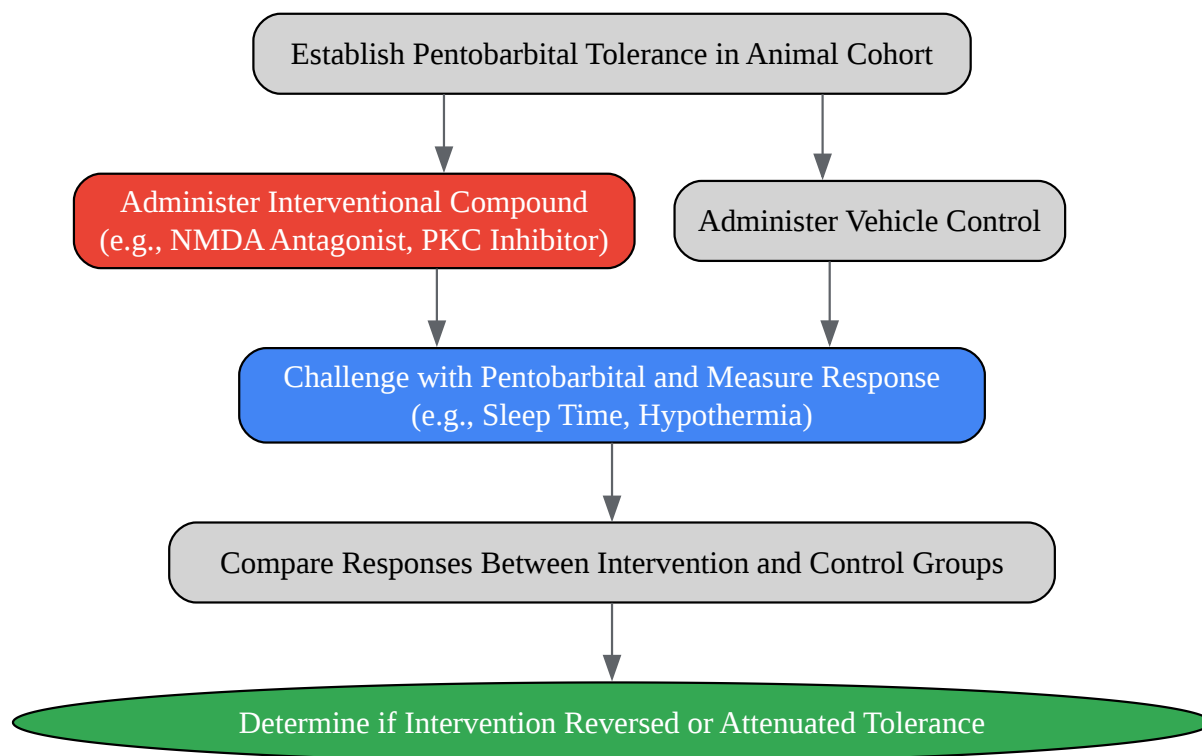 Establish Pentobarbital Tolerance in Animal Cohort
Administer Interventional Compound
(e.g., NMDA Antagonist, PKC Inhibitor)
Administer Vehicle Control
Challenge with Pentobarbital and Measure Response
(e.g., Sleep Time, Hypothermia)
Compare Responses Between Intervention and Control Groups
Determine if Intervention Reversed or Attenuated Tolerance